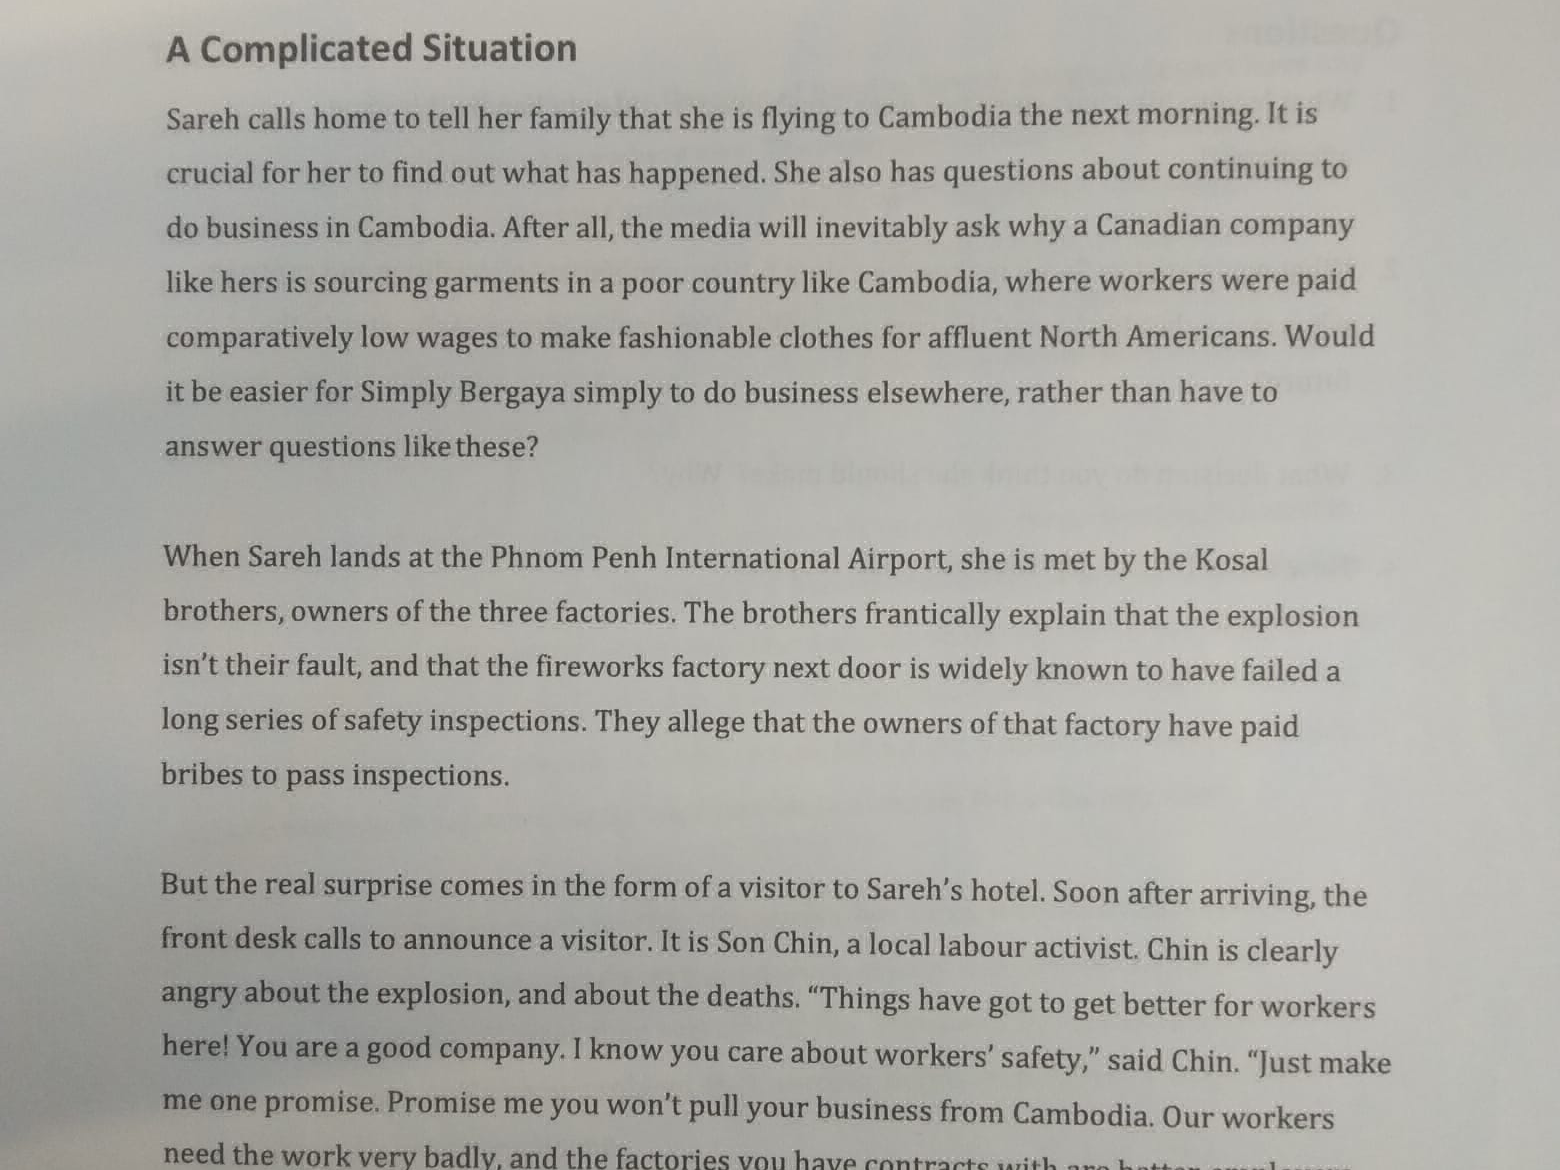 A Complicated Situation
Sareh calls home to tell her family that she is flying to Cambodia the next morning. It is
crucial for her to find out what has happened. She also has questions about continuing to
do business in Cambodia. After all, the media will inevitably ask why a Canadian company
like hers is sourcing garments in a poor country like Cambodia, where workers were paid
comparatively low wages to make fashionable clothes for affluent North Americans. Would
it be easier for Simply Bergaya simply to do business elsewhere, rather than have to
answer questions like these?
When Sareh lands at the Phnom Penh International Airport, she is met by the Kosal
brothers, owners of the three factories. The brothers frantically explain that the explosion
isn't their fault, and that the fireworks factory next door is widely known to have failed a
long series of safety inspections. They allege that the owners of that factory have paid
bribes to pass inspections.
But the real surprise comes in the form of a visitor to Sareh's hotel. Soon after arriving, the
front desk calls to announce a visitor. It is Son Chin, a local labour activist. Chin is clearly
angry about the explosion, and about the deaths. “Things have got to get better for workers
here! You are a good company. I know you care about workers' safety,” said Chin. “Just make
me one promise. Promise me you won't pull your business from Cambodia. Our workers
need the work very badly, and the factories you have contracts with are better